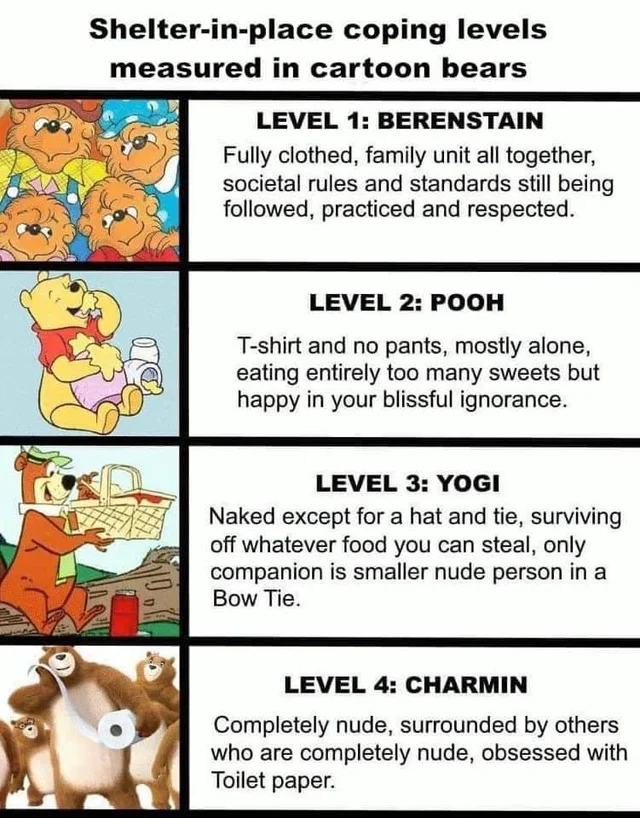 Shelter-in-place coping levels
measured in cartoon bears
LEVEL 1: BERENSTAIN
Fully clothed, family unit all together,
societal rules and standards still being
followed, practiced and respected.
LEVEL 2: POOH
T-shirt and no pants, mostly alone,
eating entirely too many sweets but
happy in your blissful ignorance.
LEVEL 3: YOGI
Naked except for a hat and tie, surviving
off whatever food you can steal, only
companion is smaller nude person in a
Bow Tie.
LEVEL 4: CHARMIN
Completely nude, surrounded by others
who are completely nude, obsessed with
Toilet paper.